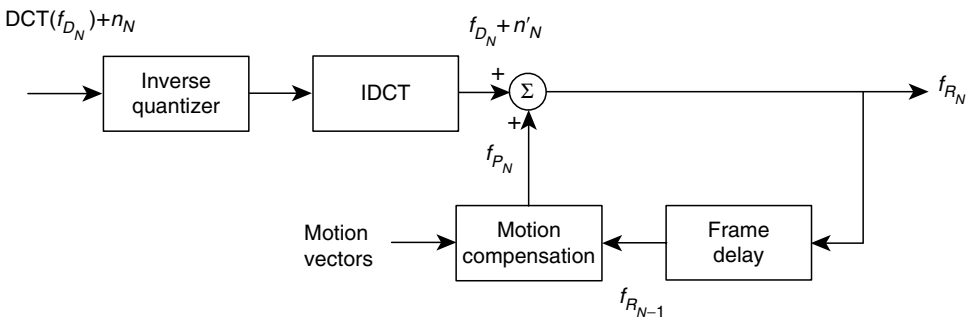 DCT(f_{D_N})+n_N
f_{D_N}+n'_N
Inverse
quantizer
IDCT
+
Σ
f_{R_N}
+
f_{P_N}
Motion
vectors
Motion
compensation
Frame
delay
f_{R_{N–1}}